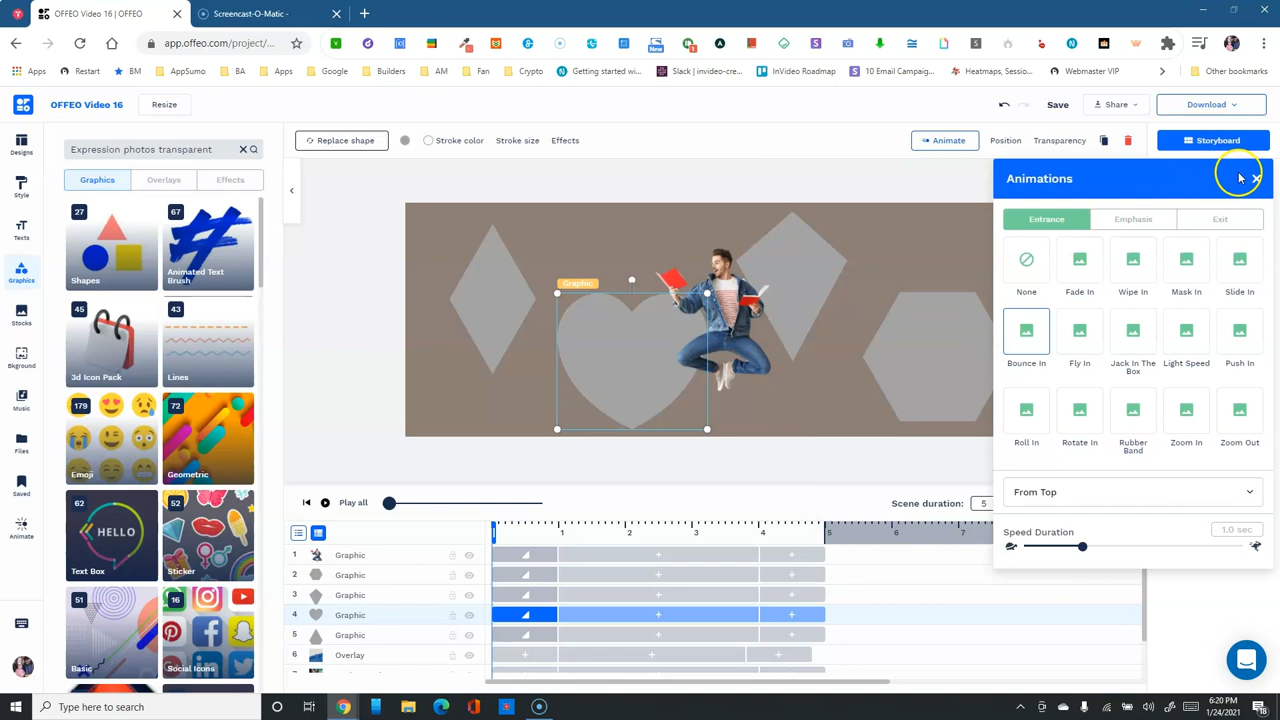 OFFEO Video 16 | OFFEO
Screencast-O-Matic -
app.offeo.com/project/...
Apps
Restart
BM
AppSumo
BA
Apps
Google
Builders
AM
Fan
Crypto
Getting started wi...
Slack | invideo-cre...
InVideo Roadmap
10 Email Campaig...
Heatmaps, Sessio...
Webmaster VIP
Other bookmarks
OFFEO Video 16
Resize
Save
Share
Download
Designs
Style
Texts
Graphics
Stocks
Bkground
Music
Files
Saved
Animate
Expression photos transparent
Graphics
Overlays
Effects
27
Shapes
67
Animated Text
Brush
45
3d Icon Pack
43
Lines
179
Emoji
72
Geometric
62
HELLO
Text Box
52
Sticker
51
Basic
16
Social Icons
Replace shape
Stroke color
Stroke size
Effects
Animate
Position
Transparency
Storyboard
Graphic
Animations
Entrance
Emphasis
Exit
None
Fade In
Wipe In
Mask In
Slide In
Bounce In
Fly In
Jack In The
Box
Light Speed
Push In
Roll In
Rotate In
Rubber
Band
Zoom In
Zoom Out
From Top
Speed Duration
1.0 sec
Play all
Scene duration:
5
1
2
3
4
5
6
7
1 Graphic
2 Graphic
3 Graphic
4 Graphic
5 Graphic
6 Overlay
Type here to search
6:20 PM
1/24/2021
18